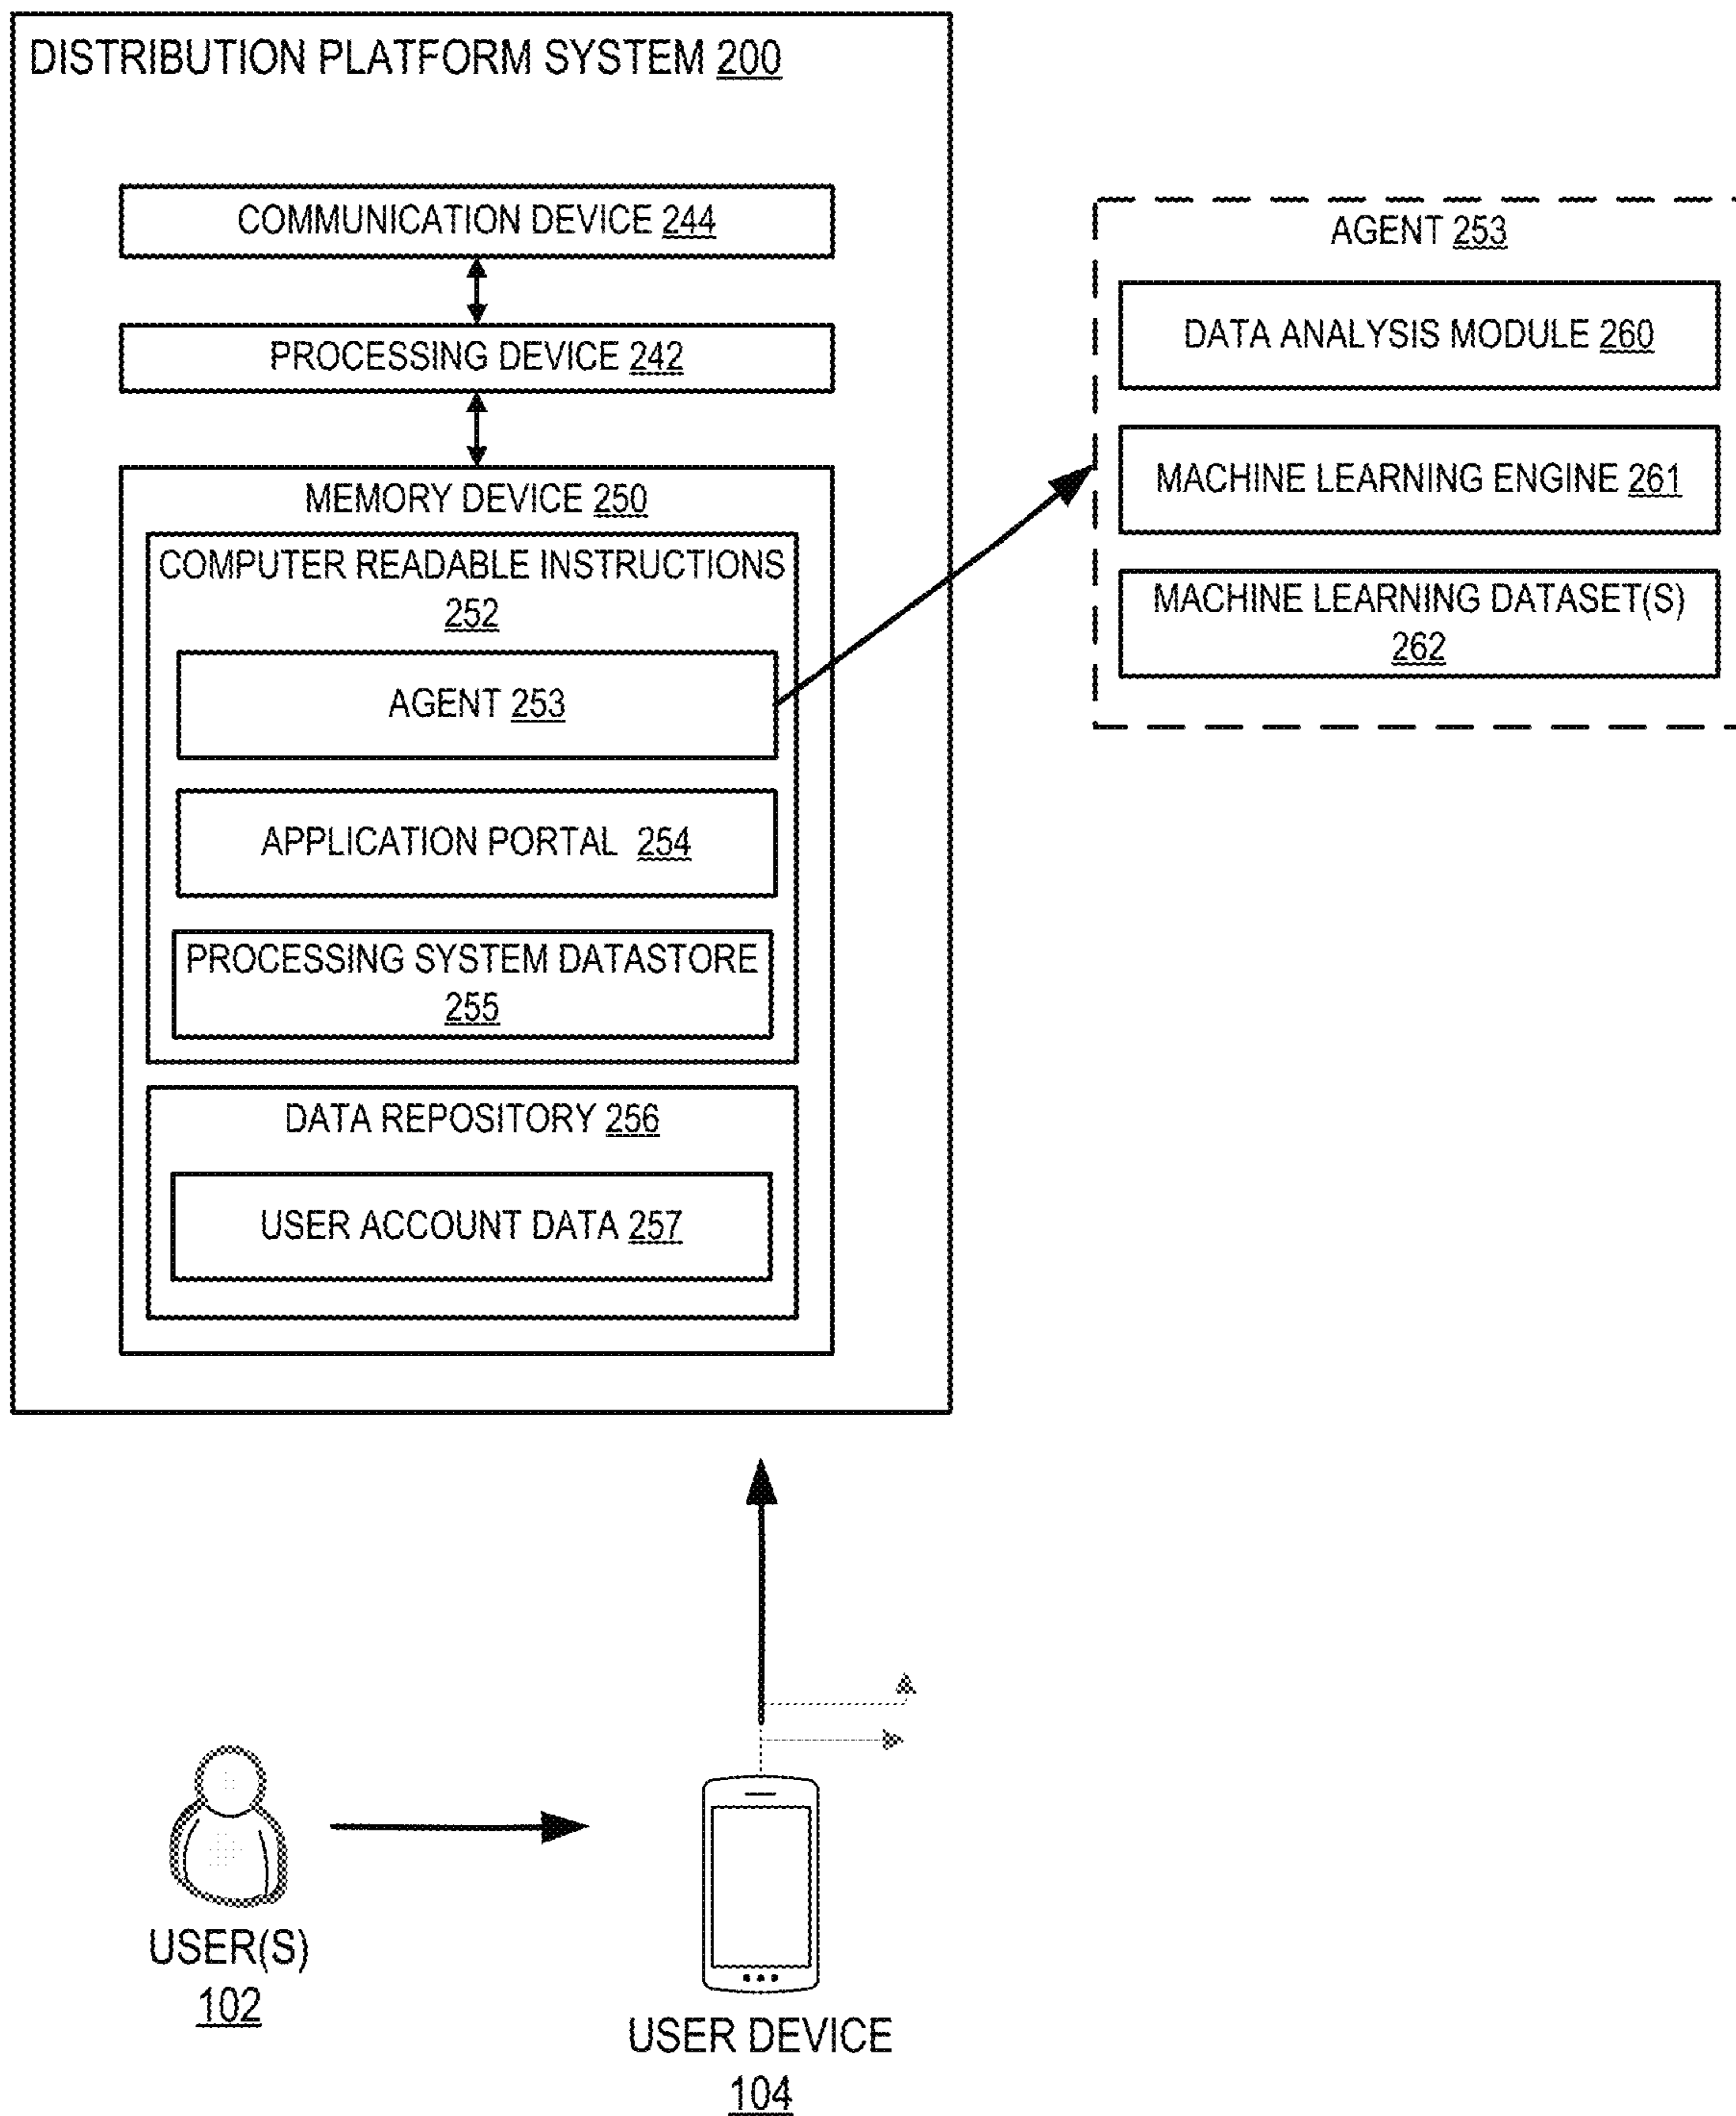 DISTRIBUTION PLATFORM SYSTEM 200
COMMUNICATION DEVICE 244
PROCESSING DEVICE 242
MEMORY DEVICE 250
COMPUTER READABLE INSTRUCTIONS
252
AGENT 253
APPLICATION PORTAL 254
PROCESSING SYSTEM DATASTORE
255
DATA REPOSITORY 256
USER ACCOUNT DATA 257
AGENT 253
DATA ANALYSIS MODULE 260
MACHINE LEARNING ENGINE 261
MACHINE LEARNING DATASET(S)
262
USER(S)
102
USER DEVICE
104